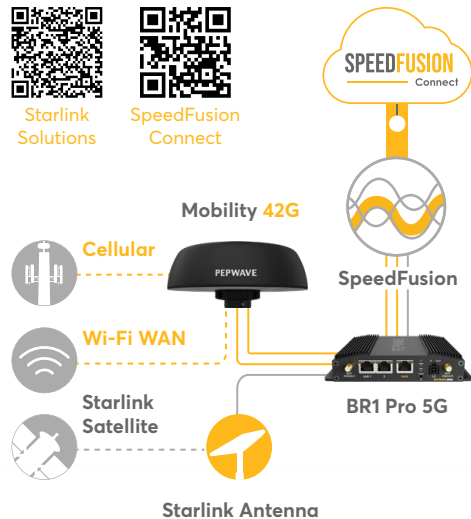 Starlink
Solutions
SpeedFusion
Connect
SPEEDFUSION
Connect
Mobility 42G
Cellular
PEPWAVE
SpeedFusion
Wi-Fi WAN
Starlink
Satellite
BR1 Pro 5G
Starlink Antenna